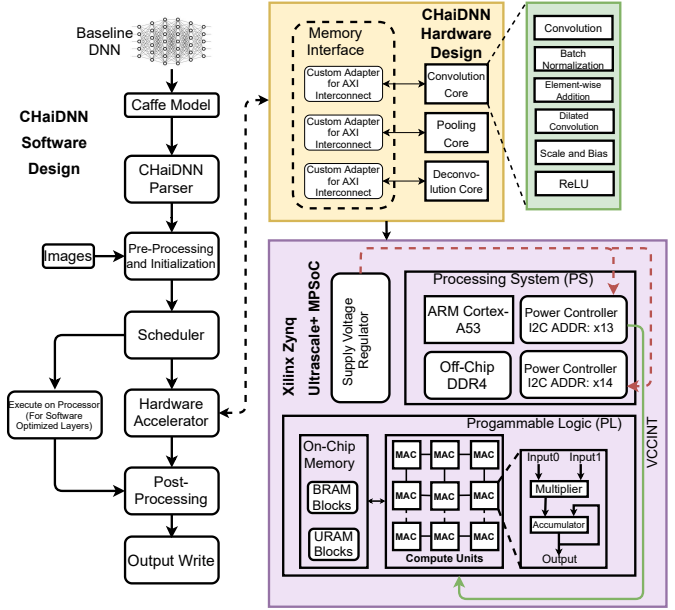 Baseline
DNN
CHaiDNN
Software
Design
Caffe Model
CHaiDNN
Parser
Images
Pre-Processing
and Initialization
Scheduler
Execute on Processor
(For Software
Optimized Layers)
Hardware
Accelerator
Post-
Processing
Output Write
Memory
Interface
CHaiDNN
Hardware
Design
Custom Adapter
for AXI
Interconnect
Convolution
Core
Custom Adapter
for AXI
Interconnect
Pooling
Core
Custom Adapter
for AXI
Interconnect
Deconvo-
lution Core
Convolution
Batch
Normalization
Element-wise
Addition
Dilated
Convolution
Scale and Bias
ReLU
Xilinx Zynq
Ultrascale+ MPSoC
Supply Voltage
Regulator
Processing System (PS)
ARM Cortex-
A53
Power Controller
I2C ADDR: x13
Off-Chip
DDR4
Power Controller
I2C ADDR: x14
VCCINT
Progammable Logic (PL)
On-Chip
Memory
BRAM
Blocks
URAM
Blocks
MAC MAC MAC
MAC MAC MAC
MAC MAC MAC
Compute Units
Input0 Input1
Multiplier
Accumulator
Output